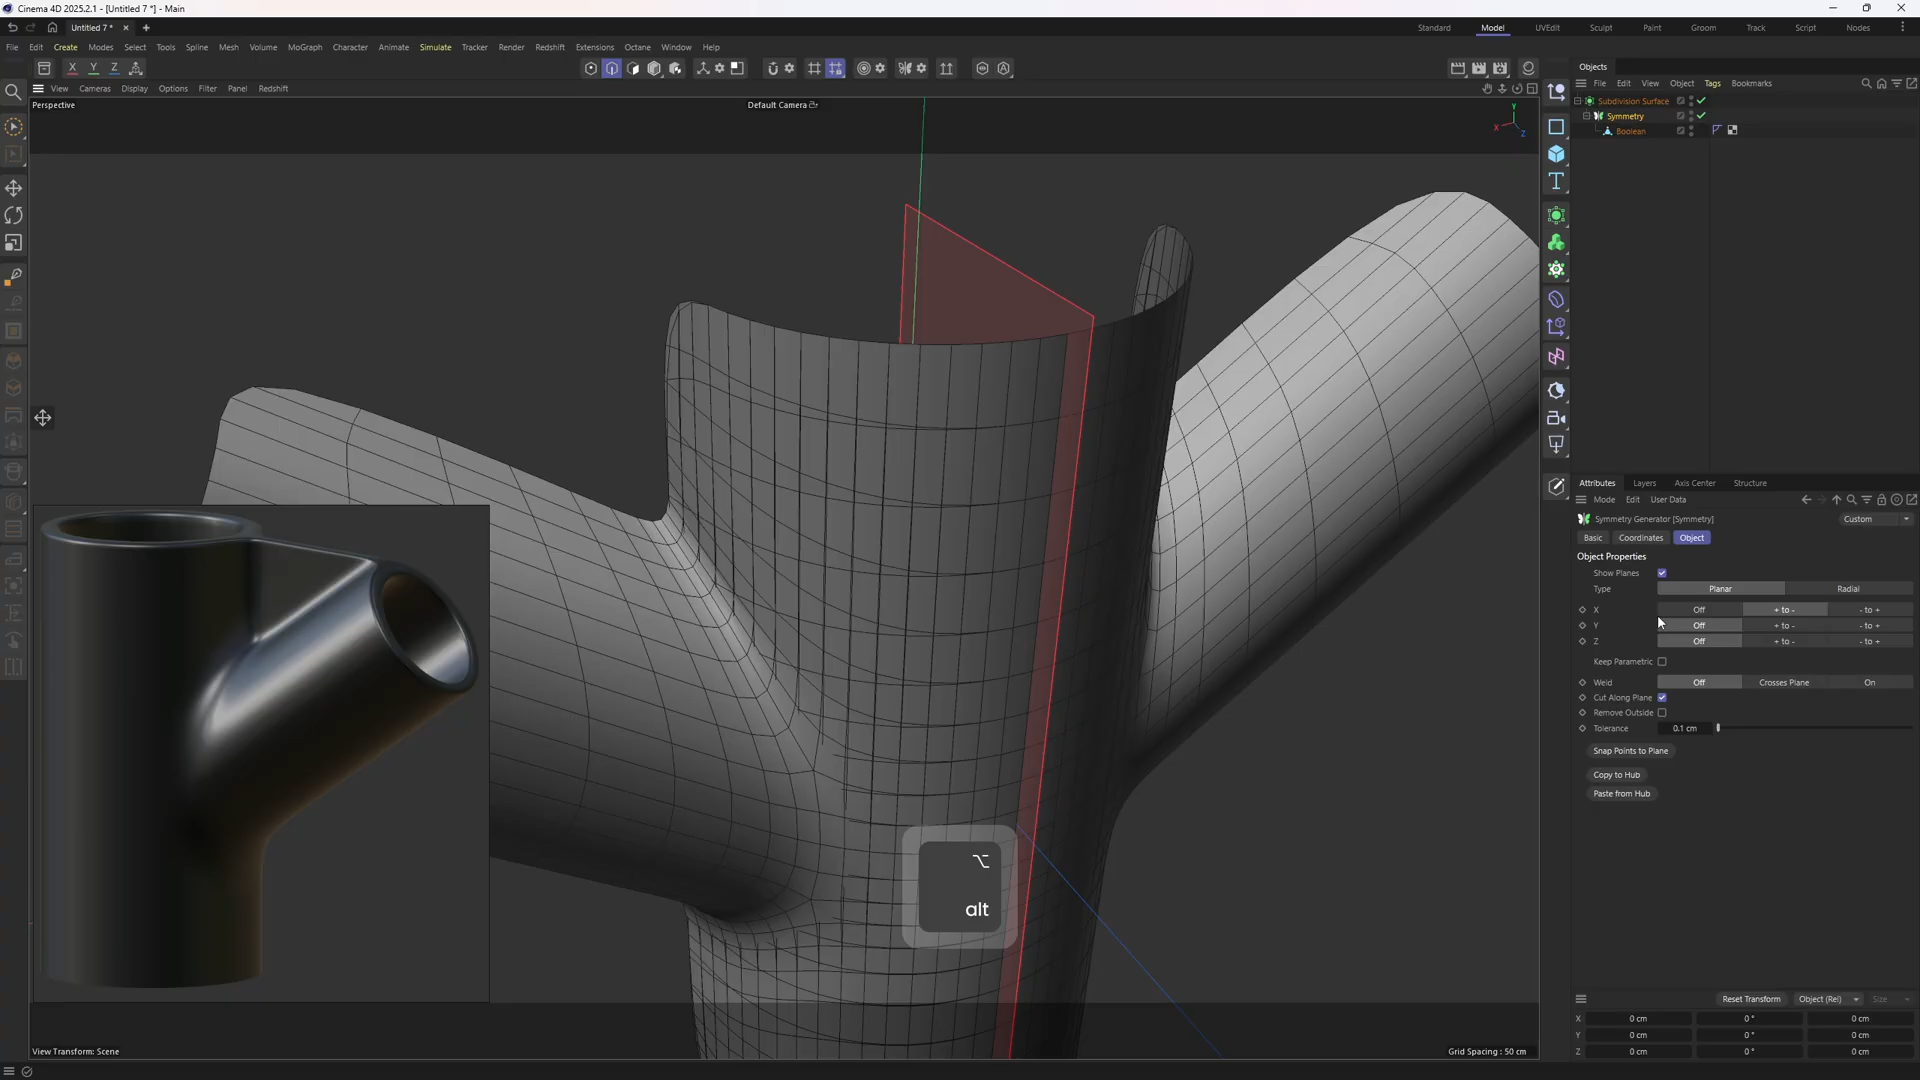 Cinema 4D 2025.2.1 - [Untitled 7 *] - Main
Untitled 7 *
Standard Model UVEdit Sculpt Paint Groom Track Script Nodes
File Edit Create Modes Select Tools Spline Mesh Volume MoGraph Character Animate Simulate Tracker Render Redshift Extensions Octane Window Help
X Y Z
Objects
View Cameras Display Options Filter Panel Redshift
File Edit View Object Tags Bookmarks
Perspective
Default Camera
Y
X
Z
Subdivision Surface
Symmetry
Boolean
Attributes Layers Axis Center Structure
Mode Edit User Data
Symmetry Generator [Symmetry]
Custom
Basic Coordinates Object
Object Properties
Show Planes
Type Planar Radial
X Off + to - - to +
Y Off + to - - to +
Z Off + to - - to +
Keep Parametric
Weld Off Crosses Plane On
Cut Along Plane
Remove Outside
Tolerance 0.1 cm
Snap Points to Plane
Copy to Hub
Paste from Hub
⌥
alt
Reset Transform Object (Rel) Size
X 0 cm 0 ° 0 cm
Y 0 cm 0 ° 0 cm
Z 0 cm 0 ° 0 cm
View Transform: Scene
Grid Spacing : 50 cm